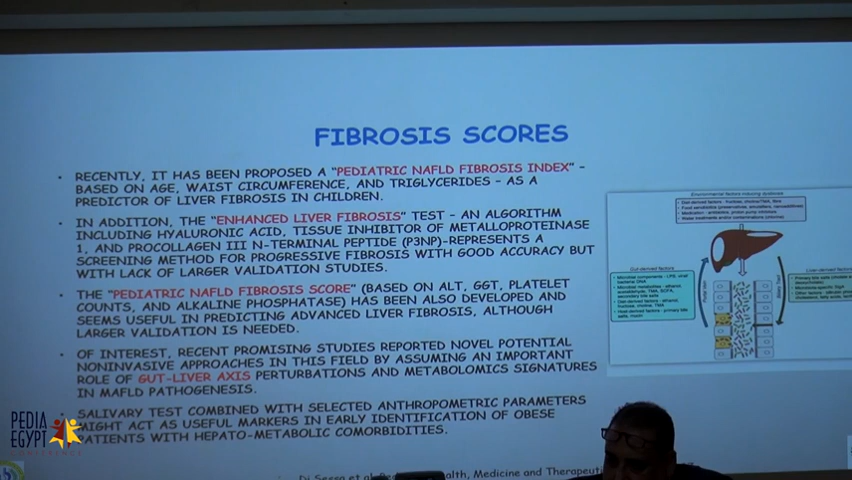 FIBROSIS SCORES
• RECENTLY, IT HAS BEEN PROPOSED A "PEDIATRIC NAFLD FIBROSIS INDEX" -
BASED ON AGE, WAIST CIRCUMFERENCE, AND TRIGLYCERIDES - AS A
PREDICTOR OF LIVER FIBROSIS IN CHILDREN.
• IN ADDITION, THE "ENHANCED LIVER FIBROSIS" TEST - AN ALGORITHM
INCLUDING HYALURONIC ACID, TISSUE INHIBITOR OF METALLOPROTEINASE
1, AND PROCOLLAGEN III N-TERMINAL PEPTIDE (P3NP)-REPRESENTS A
SCREENING METHOD FOR PROGRESSIVE FIBROSIS WITH GOOD ACCURACY BUT
WITH LACK OF LARGER VALIDATION STUDIES.
• THE "PEDIATRIC NAFLD FIBROSIS SCORE" (BASED ON ALT, GGT, PLATELET
COUNTS, AND ALKALINE PHOSPHATASE) HAS BEEN ALSO DEVELOPED AND
SEEMS USEFUL IN PREDICTING ADVANCED LIVER FIBROSIS, ALTHOUGH
LARGER VALIDATION IS NEEDED.
• OF INTEREST, RECENT PROMISING STUDIES REPORTED NOVEL POTENTIAL
NONINVASIVE APPROACHES IN THIS FIELD BY ASSUMING AN IMPORTANT
ROLE OF GUT-LIVER AXIS PERTURBATIONS AND METABOLOMICS SIGNATURES
IN MAFLD PATHOGENESIS.
SALIVARY TEST COMBINED WITH SELECTED ANTHROPOMETRIC PARAMETERS
MIGHT ACT AS USEFUL MARKERS IN EARLY IDENTIFICATION OF OBESE
PATIENTS WITH HEPATO-METABOLIC COMORBIDITIES.
Environmental factors inducing dysbiosis
Gut-derived factors
Liver-derived factors
Medicine and
PEDIA
EGYPT
CONFERENCE